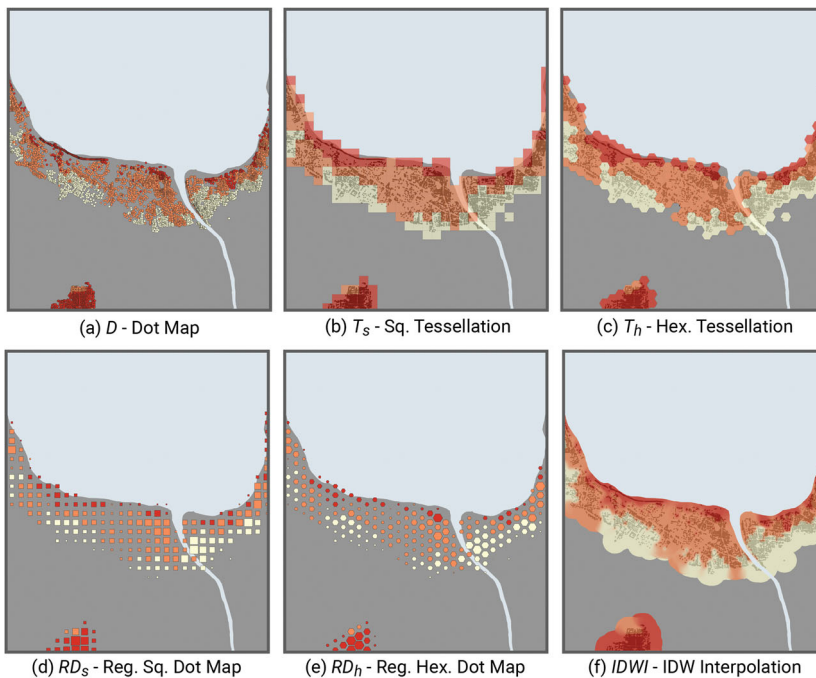 (a) D - Dot Map
(b) Ts - Sq. Tessellation
(c) Th - Hex. Tessellation
(d) RDs - Reg. Sq. Dot Map
(e) RDh - Reg. Hex. Dot Map
(f) IDWI - IDW Interpolation